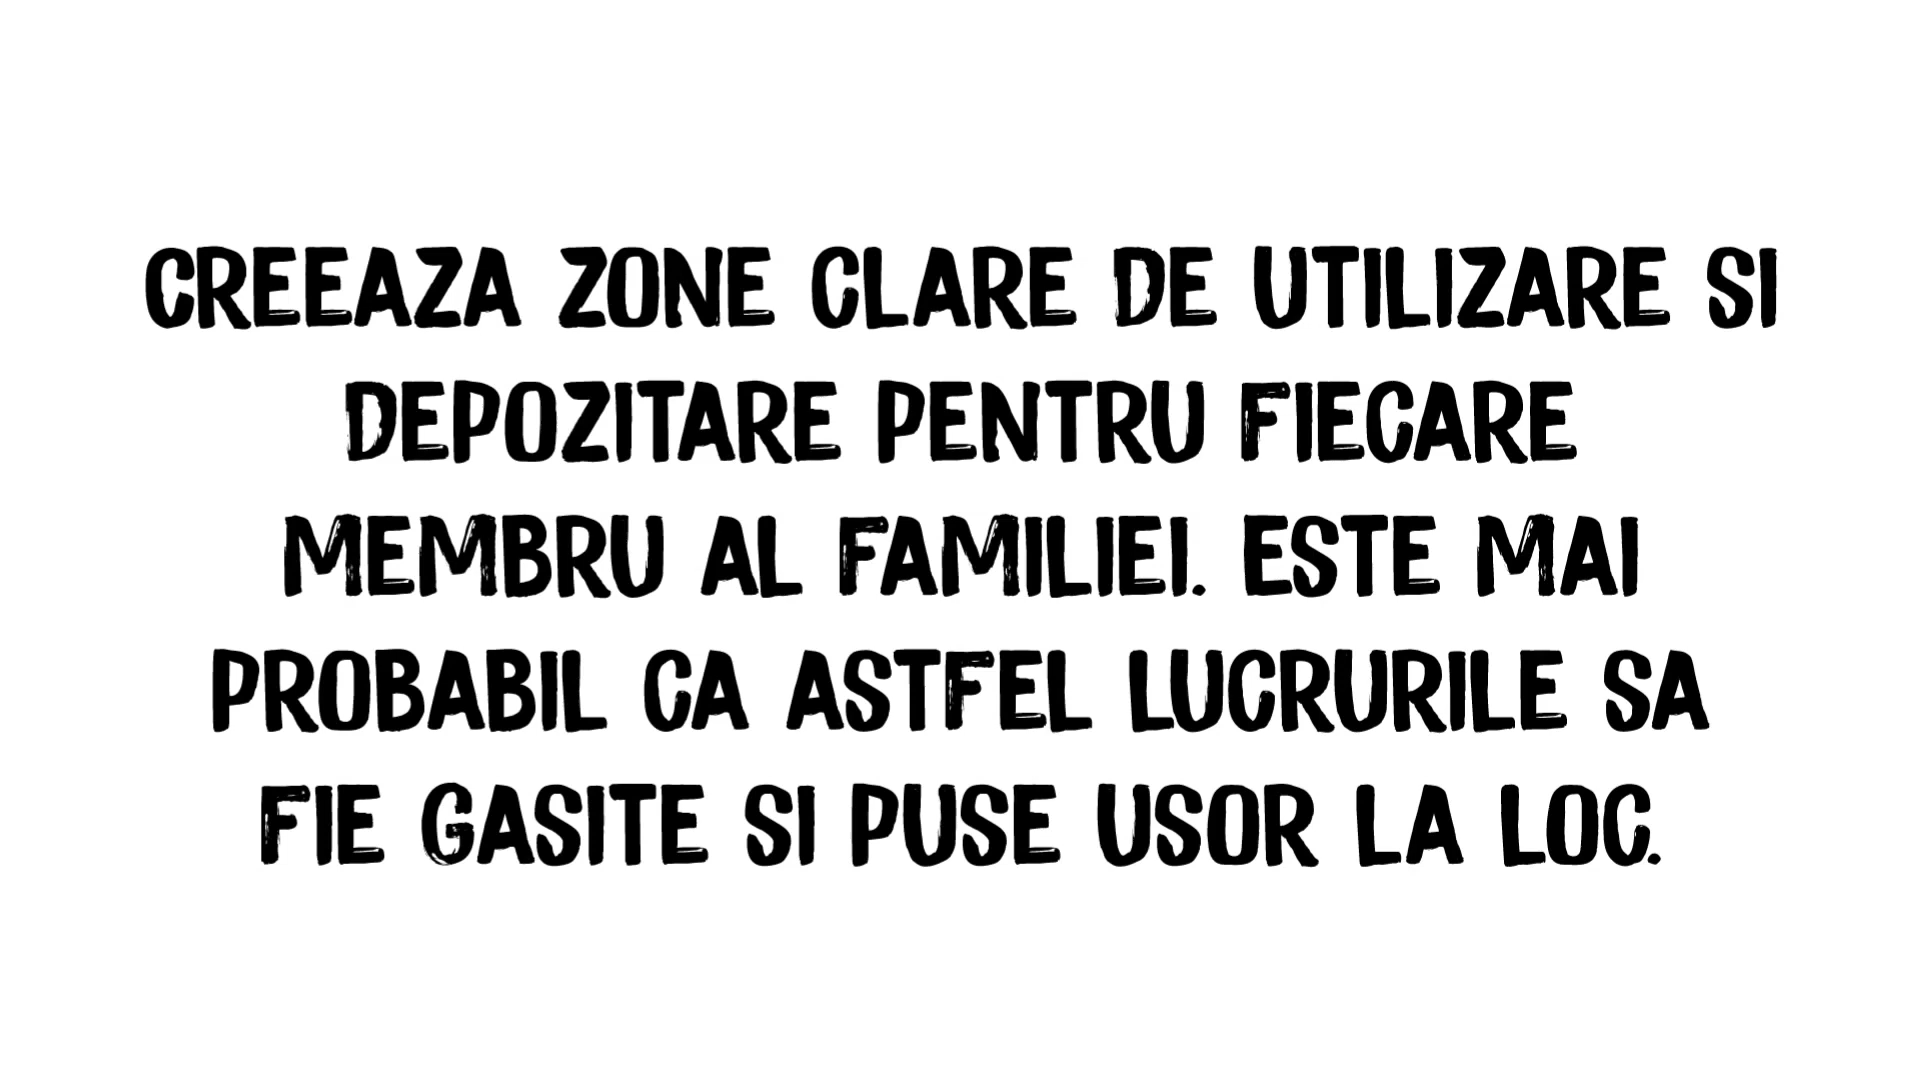 CREEAZA ZONE CLARE DE UTILIZARE SI
DEPOZITARE PENTRU FIECARE
MEMBRU AL FAMILIEI. ESTE MAI
PROBABIL CA ASTFEL LUCRURILE SA
FIE GASITE SI PUSE USOR LA LOC.